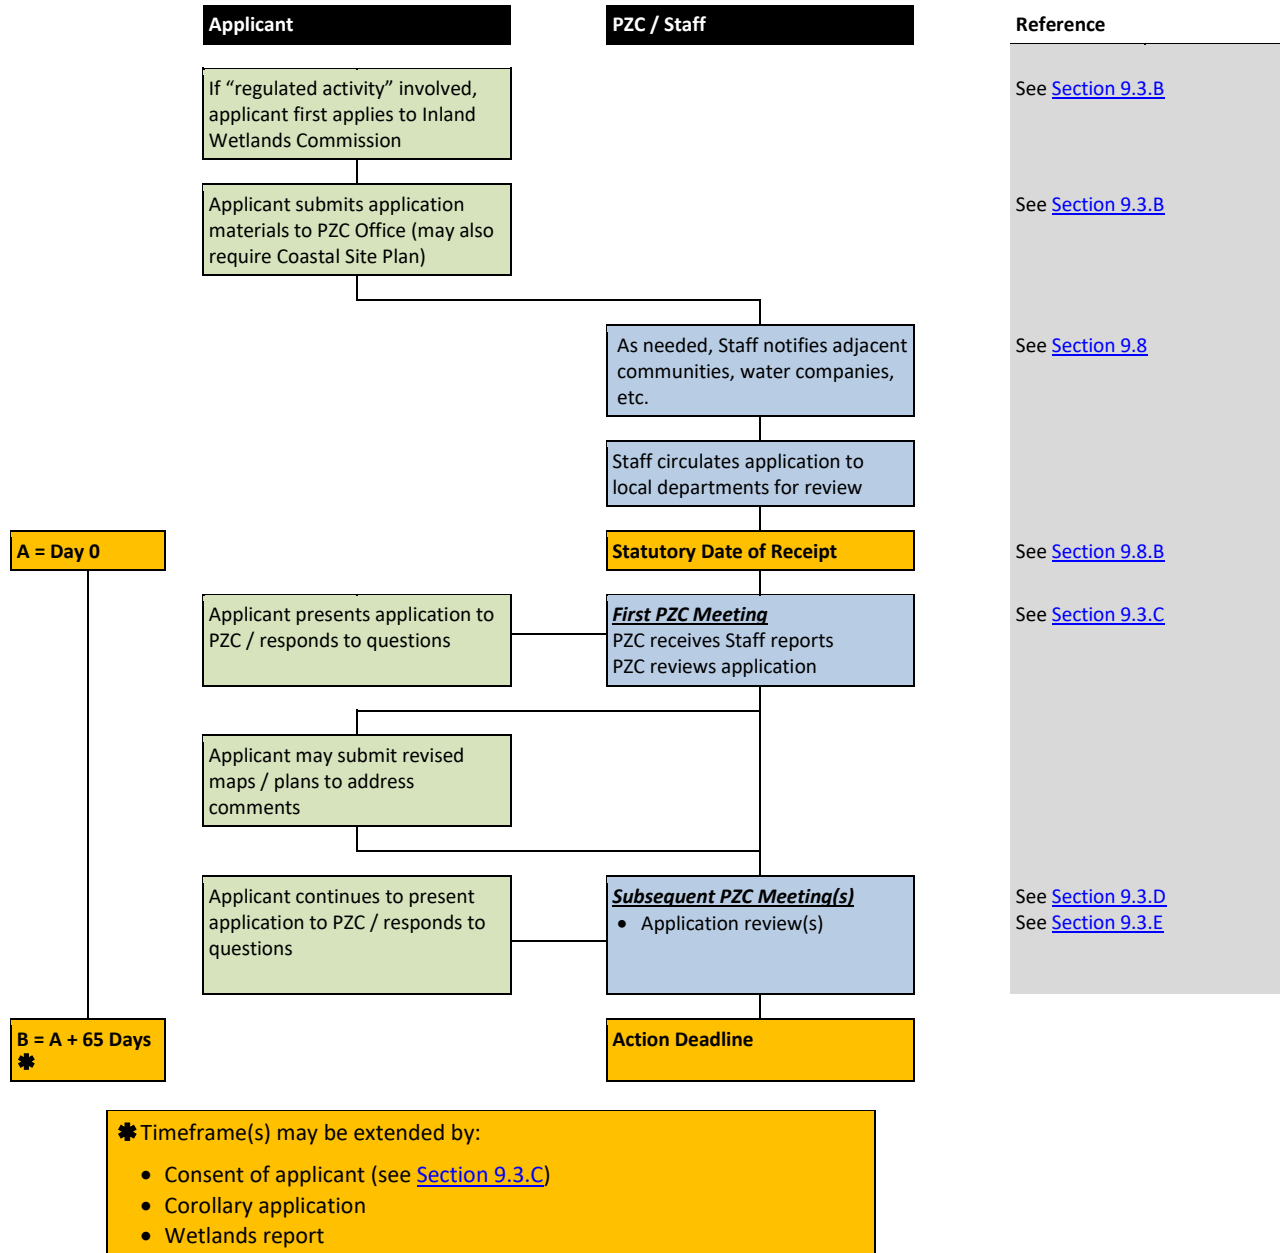 Applicant
PZC / Staff
Reference
If “regulated activity” involved,
applicant first applies to Inland
Wetlands Commission
See Section 9.3.B
Applicant submits application
materials to PZC Office (may also
require Coastal Site Plan)
See Section 9.3.B
As needed, Staff notifies adjacent
communities, water companies,
etc.
See Section 9.8
Staff circulates application to
local departments for review
A = Day 0
Statutory Date of Receipt
See Section 9.8.B
Applicant presents application to
PZC / responds to questions
First PZC Meeting
PZC receives Staff reports
PZC reviews application
See Section 9.3.C
Applicant may submit revised
maps / plans to address
comments
Applicant continues to present
application to PZC / responds to
questions
Subsequent PZC Meeting(s)
• Application review(s)
See Section 9.3.D
See Section 9.3.E
B = A + 65 Days
✱
Action Deadline
✱ Timeframe(s) may be extended by:
• Consent of applicant (see Section 9.3.C)
• Corollary application
• Wetlands report